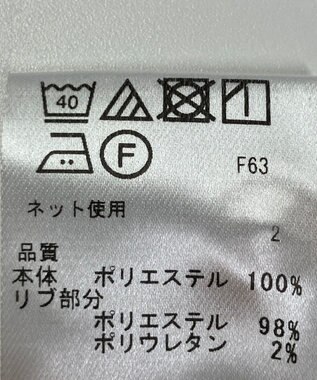 40
F F63
ネット使用
2
品質
本体 ポリエステル 100%
リブ部分
ポリエステル 98%
ポリウレタン 2%